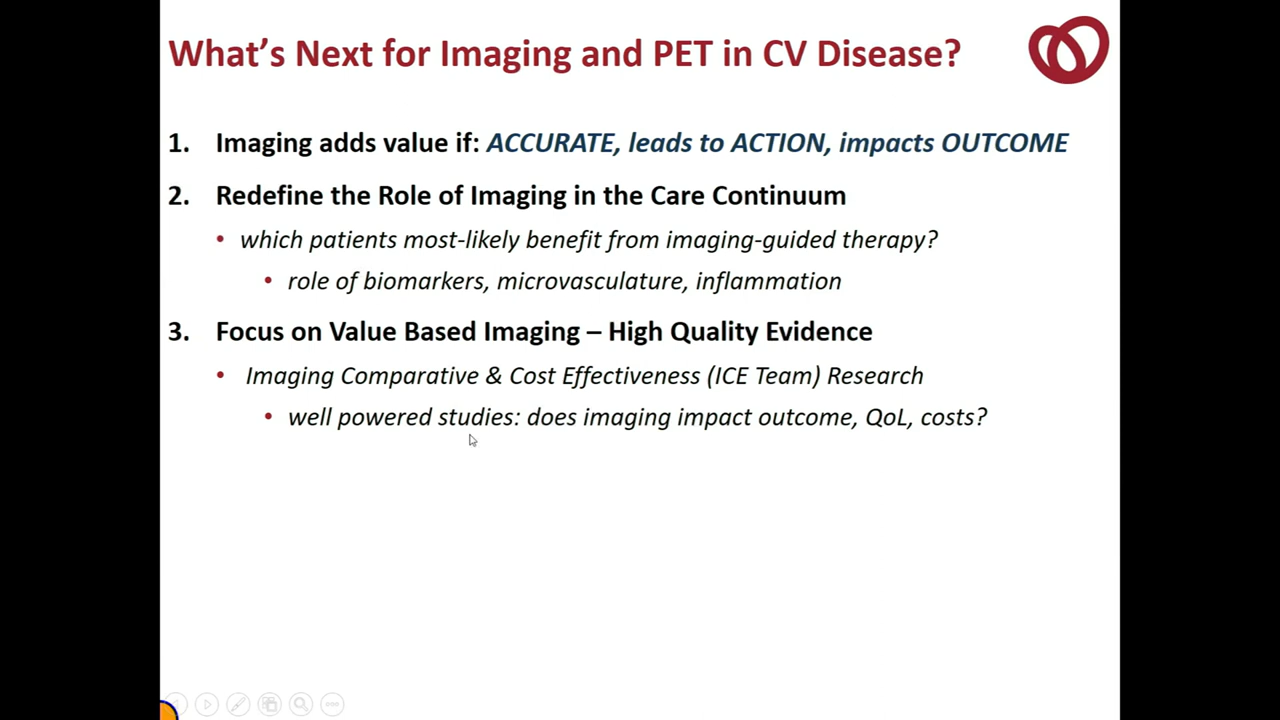 What's Next for Imaging and PET in CV Disease?
1. Imaging adds value if: ACCURATE, leads to ACTION, impacts OUTCOME
2. Redefine the Role of Imaging in the Care Continuum
• which patients most-likely benefit from imaging-guided therapy?
• role of biomarkers, microvasculature, inflammation
3. Focus on Value Based Imaging – High Quality Evidence
• Imaging Comparative & Cost Effectiveness (ICE Team) Research
• well powered studies: does imaging impact outcome, QoL, costs?